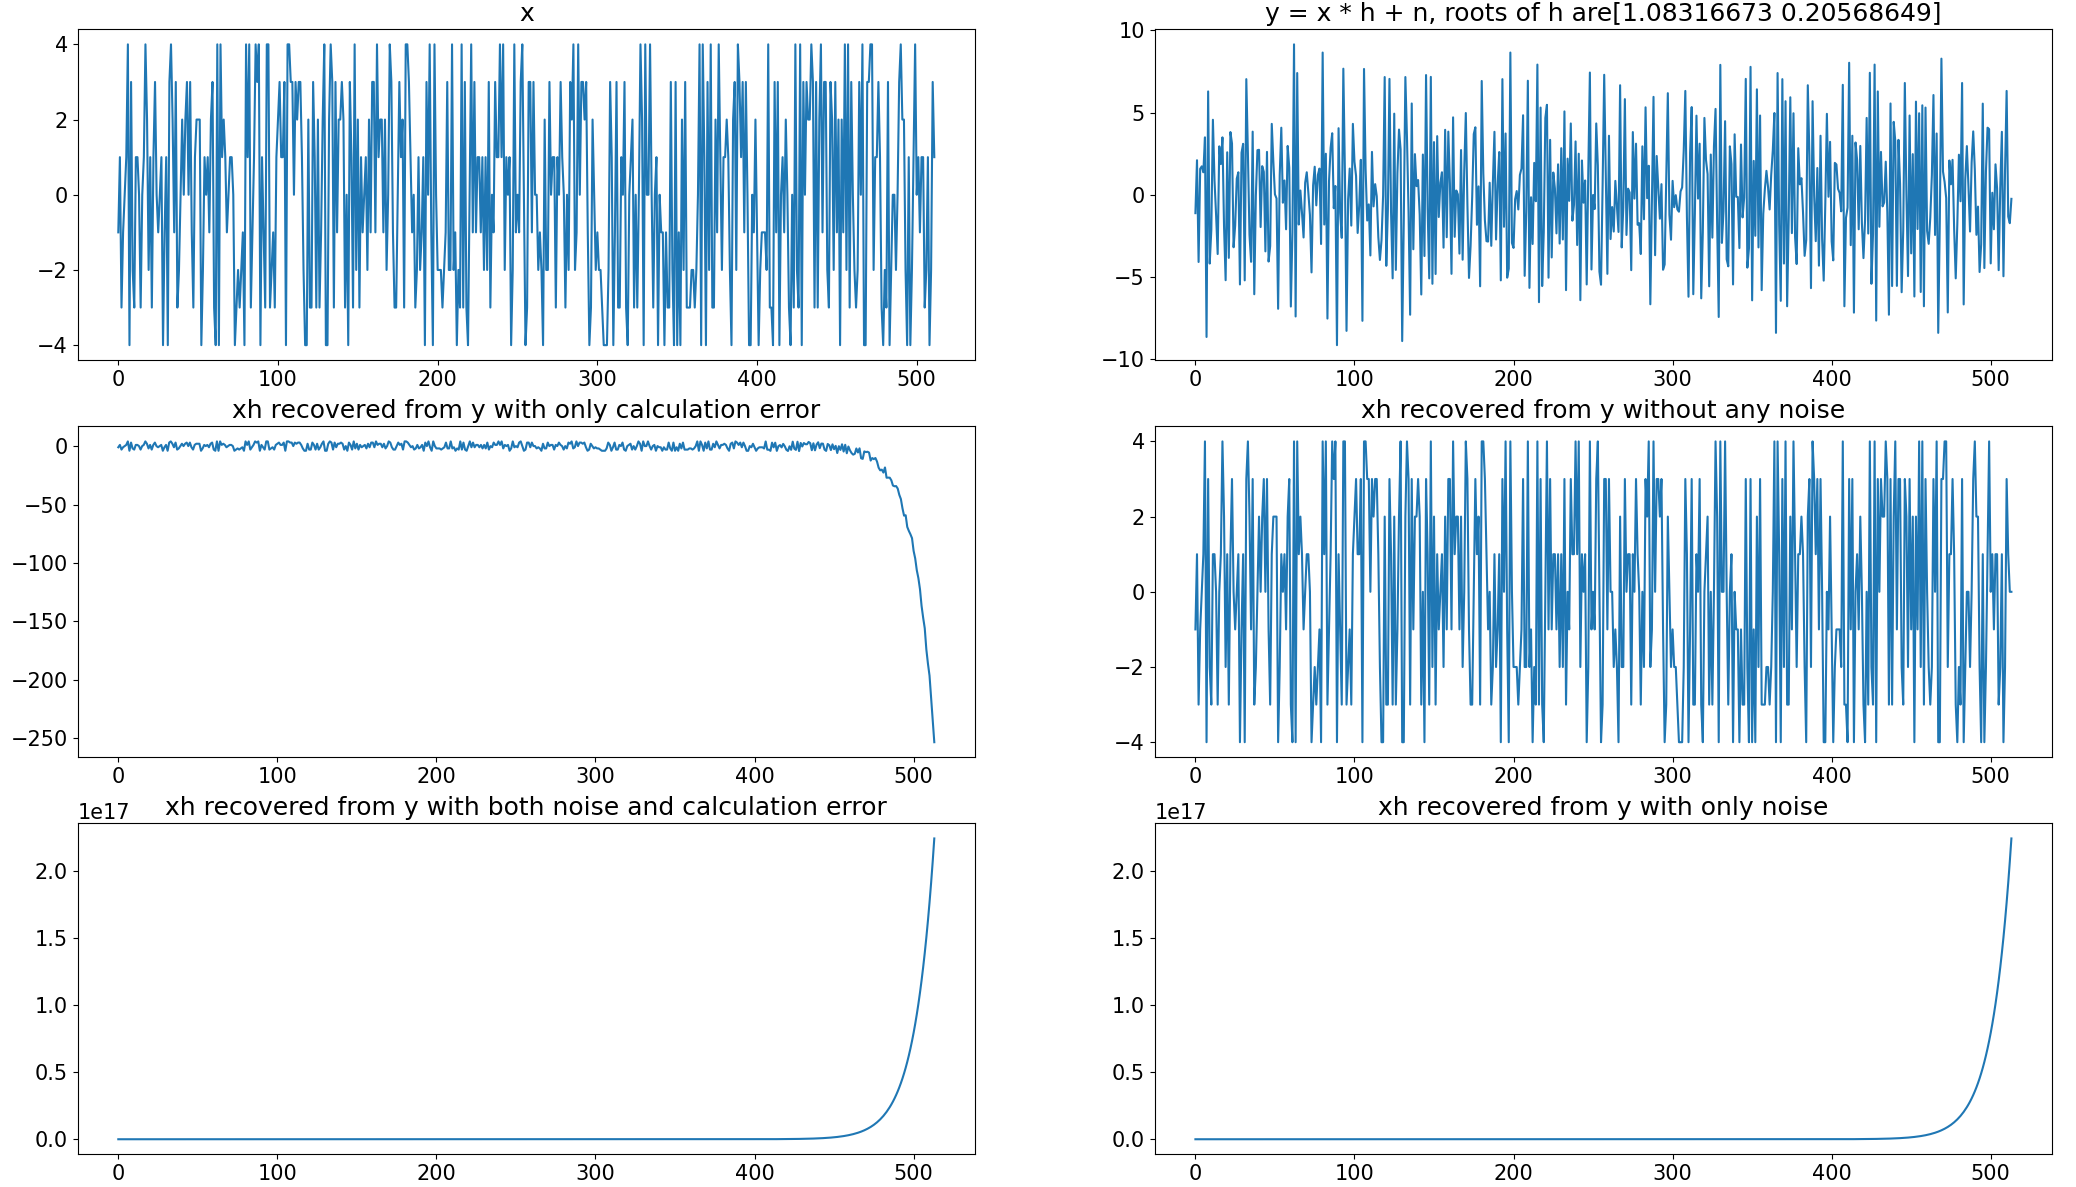 x
4
2
0
−2
−4
0 100 200 300 400 500
y = x * h + n, roots of h are[1.08316673 0.20568649]
10
5
0
−5
−10
0 100 200 300 400 500
xh recovered from y with only calculation error
0
−50
−100
−150
−200
−250
0 100 200 300 400 500
xh recovered from y without any noise
4
2
0
−2
−4
0 100 200 300 400 500
xh recovered from y with both noise and calculation error
1e17
2.0
1.5
1.0
0.5
0.0
0 100 200 300 400 500
xh recovered from y with only noise
1e17
2.0
1.5
1.0
0.5
0.0
0 100 200 300 400 500